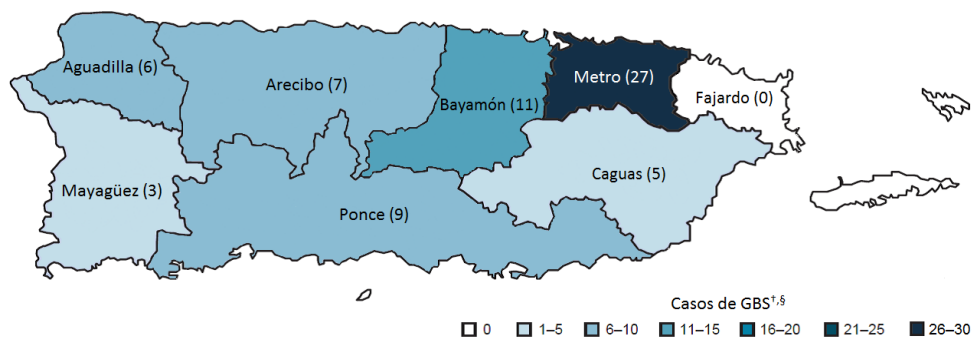 Aguadilla (6)
Arecibo (7)
Bayamón (11)
Metro (27)
Fajardo (0)
Mayagüez (3)
Ponce (9)
Caguas (5)
Casos de GBS†,§
0
1–5
6–10
11–15
16–20
21–25
26–30